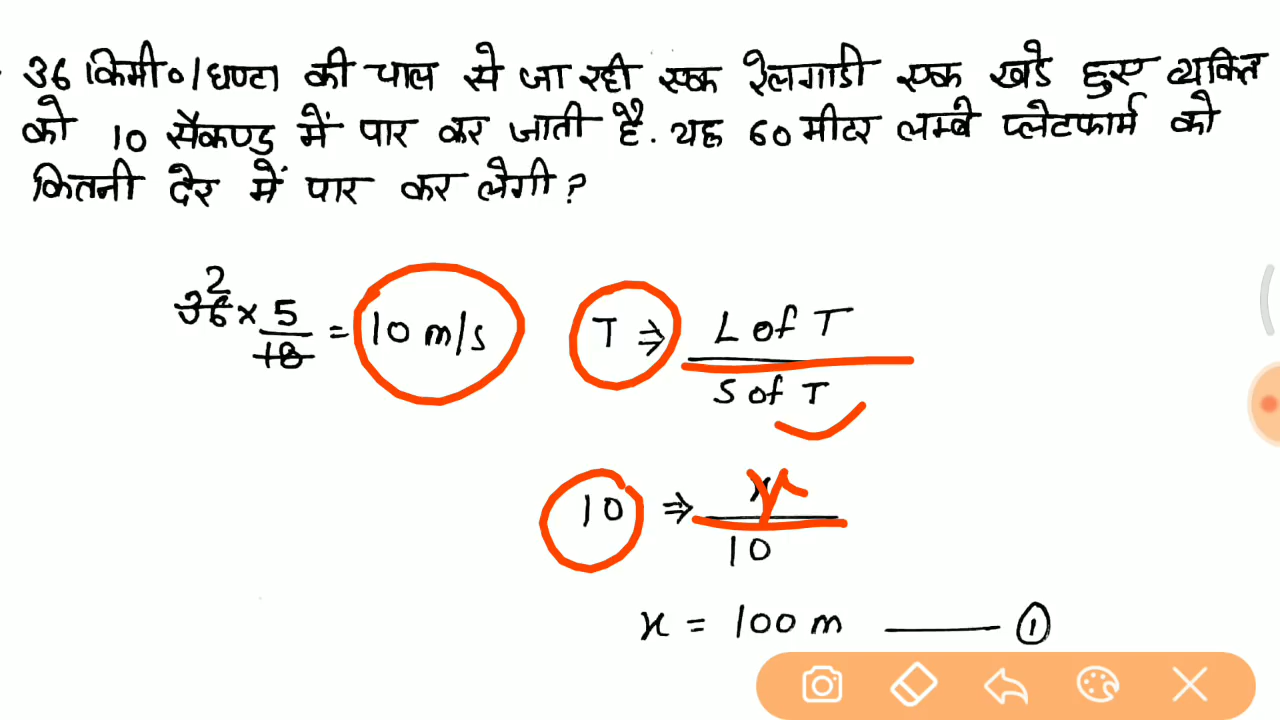 36 किमी०/घण्टा की चाल से जा रही एक रेलगाडी एक खडे हुए व्यक्ति
को 10 सैकण्ड में पार कर जाती है. यह 60 मीटर लम्बे प्लेटफार्म को
कितनी देर में पार कर लेगी?
2
36 × 5/18 = 10 m/s
T ⇒ L of T / S of T
10 ⇒ x / 10
x = 100 m —— ①